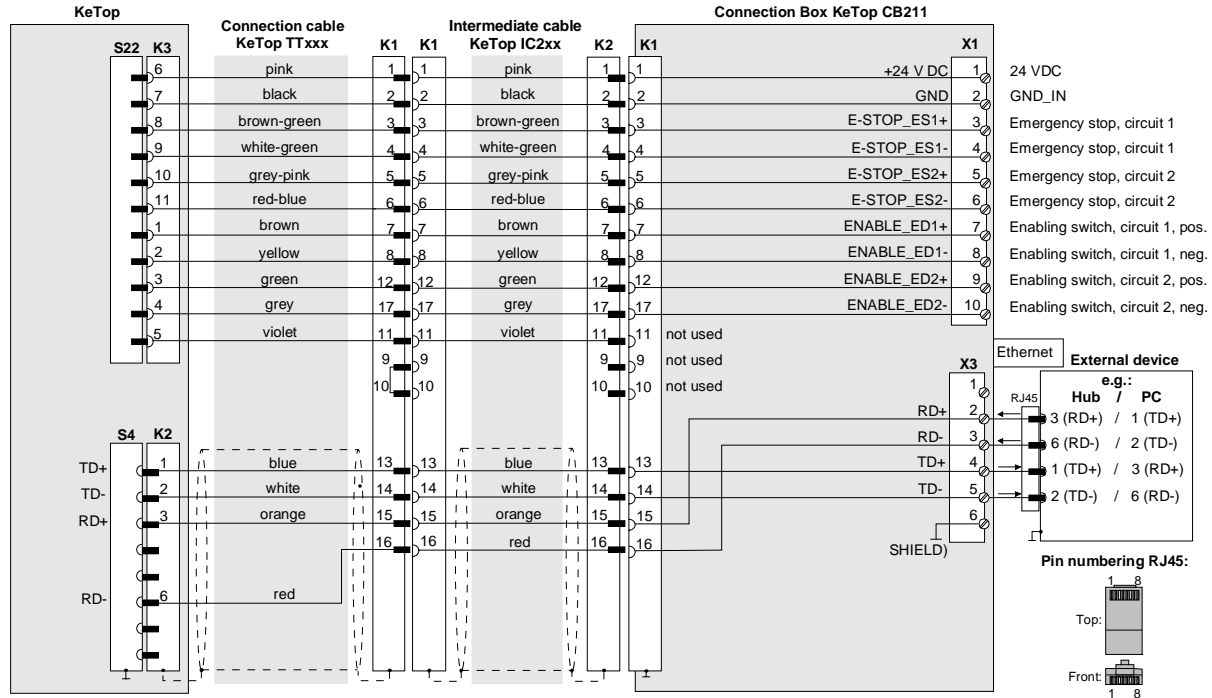 KeTop
Connection cable
KeTop TTxxx
Intermediate cable
KeTop IC2xx
Connection Box KeTop CB211
S22 K3 K1 K1 K2 K1 X1
6 pink 1 1 pink 1 1 +24 V DC 1 24 VDC
7 black 2 2 black 2 2 GND 2 GND_IN
8 brown-green 3 3 brown-green 3 3 E-STOP_ES1+ 3 Emergency stop, circuit 1
9 white-green 4 4 white-green 4 4 E-STOP_ES1- 4 Emergency stop, circuit 1
10 grey-pink 5 5 grey-pink 5 5 E-STOP_ES2+ 5 Emergency stop, circuit 2
11 red-blue 6 6 red-blue 6 6 E-STOP_ES2- 6 Emergency stop, circuit 2
1 brown 7 7 brown 7 7 ENABLE_ED1+ 7 Enabling switch, circuit 1, pos.
2 yellow 8 8 yellow 8 8 ENABLE_ED1- 8 Enabling switch, circuit 1, neg.
3 green 12 12 green 12 12 ENABLE_ED2+ 9 Enabling switch, circuit 2, pos.
4 grey 17 17 grey 17 17 ENABLE_ED2- 10 Enabling switch, circuit 2, neg.
5 violet 11 11 violet 11 11 not used
9 9 9 9 not used
10 10 10 10 not used
Ethernet
External device
e.g.:
Hub / PC
X3
RJ45
1
RD+ 2 3 (RD+) / 1 (TD+)
RD- 3 6 (RD-) / 2 (TD-)
TD+ 4 1 (TD+) / 3 (RD+)
TD- 5 2 (TD-) / 6 (RD-)
6
SHIELD)
S4 K2
TD+ 1 blue 13 13 blue 13 13
TD- 2 white 14 14 white 14 14
RD+ 3 orange 15 15 orange 15 15
16 16 red 16 16
RD- 6 red
Pin numbering RJ45:
1 8
Top:
Front:
1 8